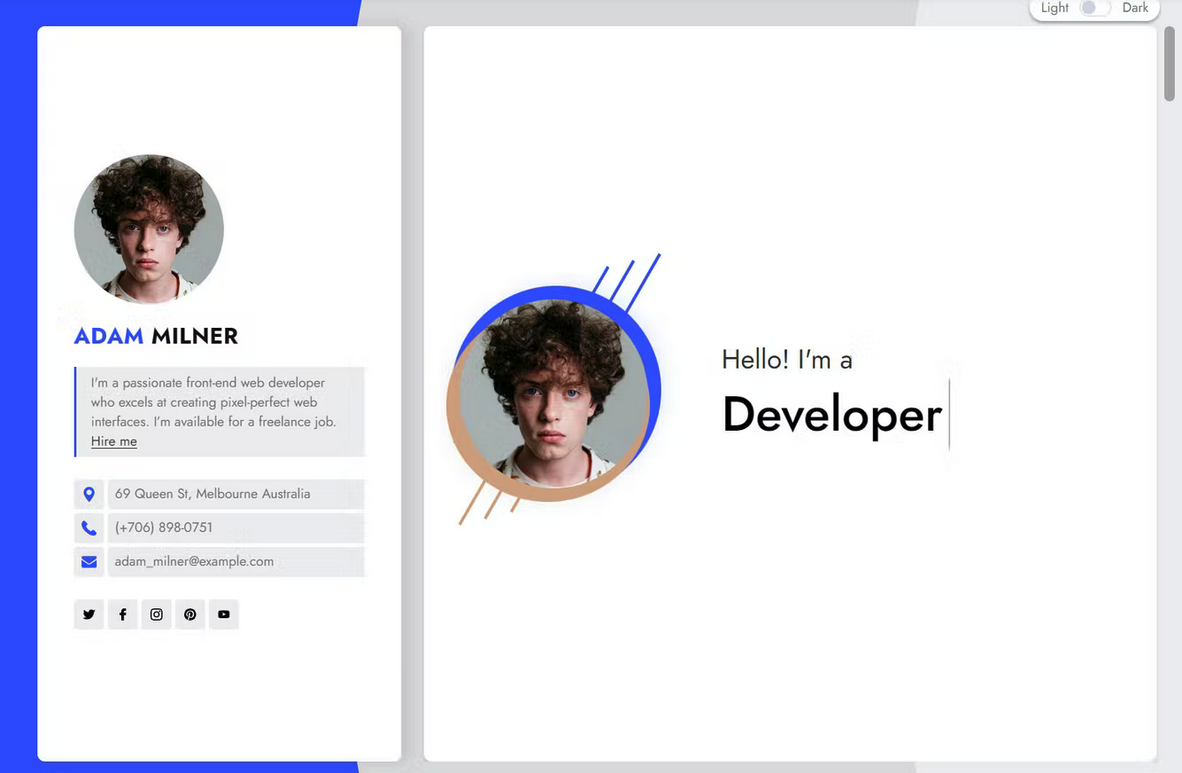 Light Dark
ADAM MILNER
I'm a passionate front-end web developer
who excels at creating pixel-perfect web
interfaces. I'm available for a freelance job.
Hire me
69 Queen St, Melbourne Australia
(+706) 898-0751
adam_milner@example.com
Hello! I'm a
Developer